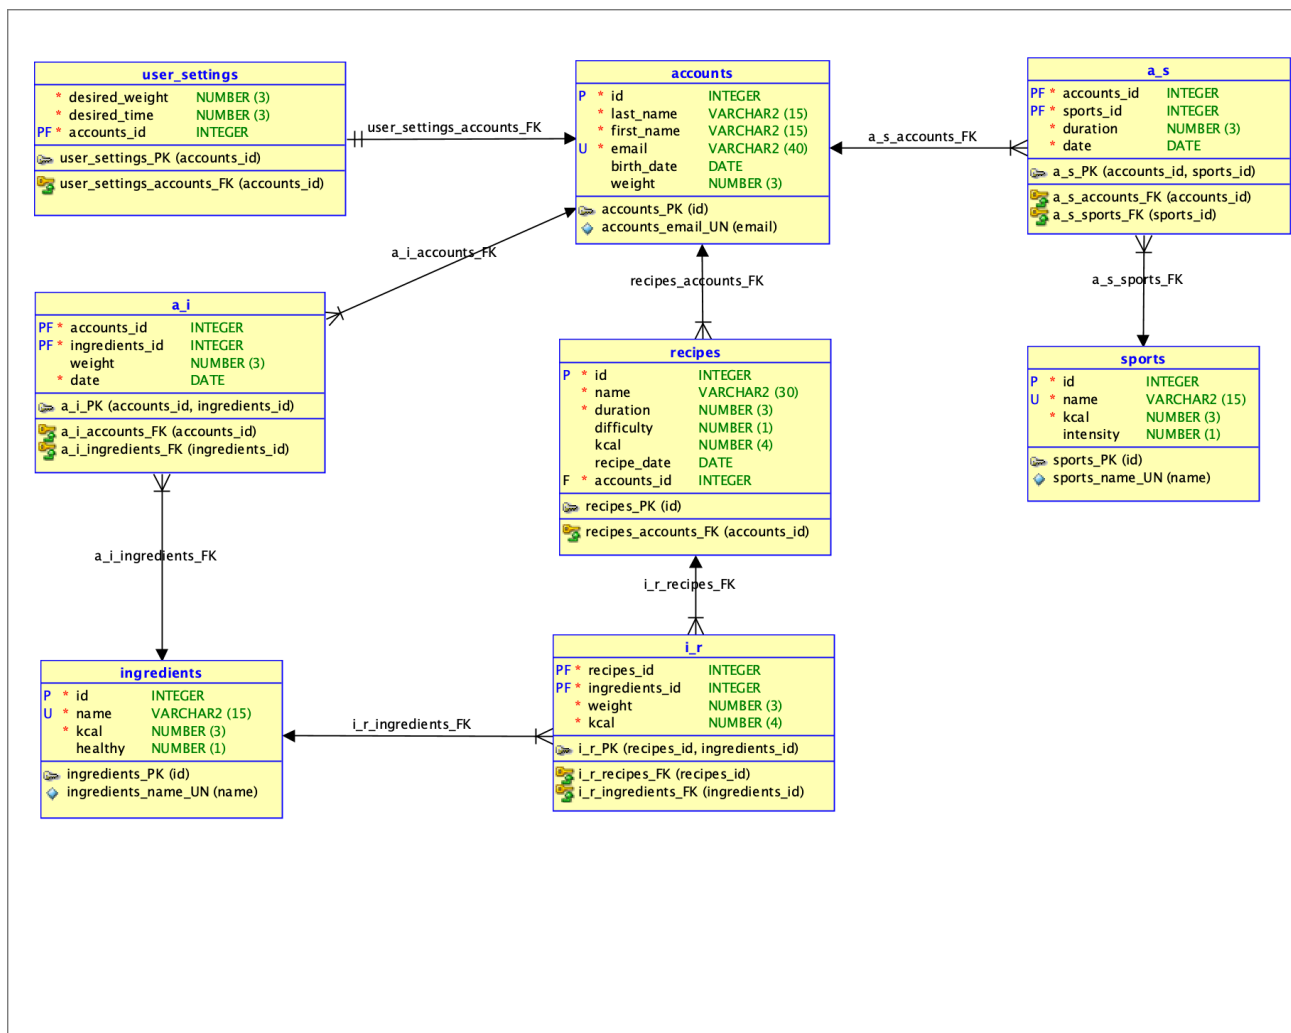 user_settings
* desired_weight NUMBER (3)
* desired_time NUMBER (3)
PF * accounts_id INTEGER
user_settings_PK (accounts_id)
user_settings_accounts_FK (accounts_id)
user_settings_accounts_FK
accounts
P * id INTEGER
* last_name VARCHAR2 (15)
* first_name VARCHAR2 (15)
U * email VARCHAR2 (40)
birth_date DATE
weight NUMBER (3)
accounts_PK (id)
accounts_email_UN (email)
a_s_accounts_FK
a_s
PF * accounts_id INTEGER
PF * sports_id INTEGER
* duration NUMBER (3)
* date DATE
a_s_PK (accounts_id, sports_id)
a_s_accounts_FK (accounts_id)
a_s_sports_FK (sports_id)
a_i_accounts_FK
recipes_accounts_FK
a_s_sports_FK
a_i
PF * accounts_id INTEGER
PF * ingredients_id INTEGER
weight NUMBER (3)
* date DATE
a_i_PK (accounts_id, ingredients_id)
a_i_accounts_FK (accounts_id)
a_i_ingredients_FK (ingredients_id)
recipes
P * id INTEGER
* name VARCHAR2 (30)
* duration NUMBER (3)
difficulty NUMBER (1)
kcal NUMBER (4)
recipe_date DATE
F * accounts_id INTEGER
recipes_PK (id)
recipes_accounts_FK (accounts_id)
sports
P * id INTEGER
U * name VARCHAR2 (15)
* kcal NUMBER (3)
intensity NUMBER (1)
sports_PK (id)
sports_name_UN (name)
a_i_ingredients_FK
i_r_recipes_FK
ingredients
P * id INTEGER
U * name VARCHAR2 (15)
* kcal NUMBER (3)
healthy NUMBER (1)
ingredients_PK (id)
ingredients_name_UN (name)
i_r_ingredients_FK
i_r
PF * recipes_id INTEGER
PF * ingredients_id INTEGER
* weight NUMBER (3)
* kcal NUMBER (4)
i_r_PK (recipes_id, ingredients_id)
i_r_recipes_FK (recipes_id)
i_r_ingredients_FK (ingredients_id)